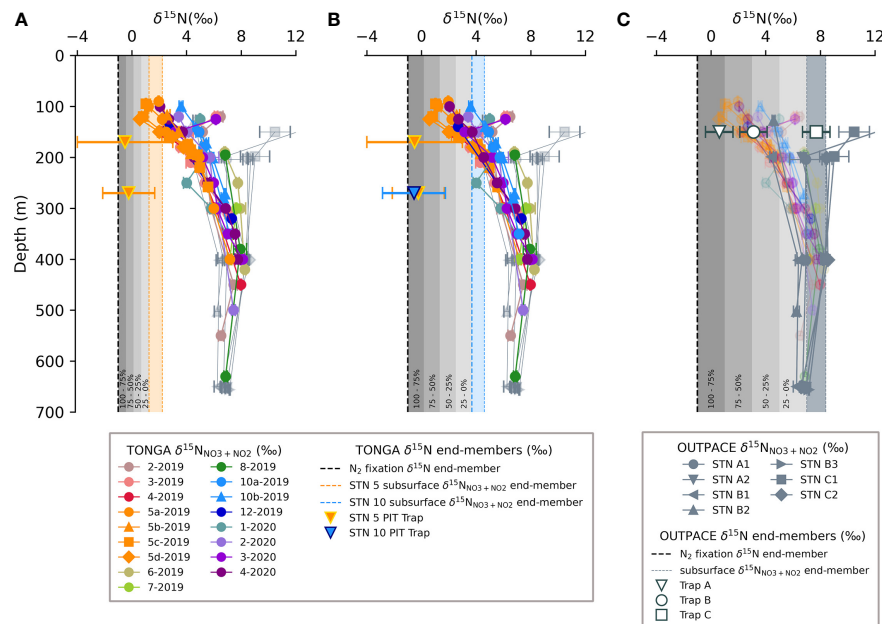 A
δ¹⁵N(‰)
−4 0 4 8 12
B
δ¹⁵N(‰)
−4 0 4 8 12
C
δ¹⁵N(‰)
−4 0 4 8 12
Depth (m)
0
100
200
300
400
500
600
700
100 - 75%
75 - 50%
50 - 25%
25 - 0%
100 - 75%
75 - 50%
50 - 25%
25 - 0%
100 - 75%
75 - 50%
50 - 25%
25 - 0%
TONGA δ¹⁵N_NO3+NO2 (‰)
2-2019
3-2019
4-2019
5a-2019
5b-2019
5c-2019
5d-2019
6-2019
7-2019
8-2019
10a-2019
10b-2019
12-2019
1-2020
2-2020
3-2020
4-2020
TONGA δ¹⁵N end-members (‰)
N₂ fixation δ¹⁵N end-member
STN 5 subsurface δ¹⁵N_NO3+NO2 end-member
STN 10 subsurface δ¹⁵N_NO3+NO2 end-member
STN 5 PIT Trap
STN 10 PIT Trap
OUTPACE δ¹⁵N_NO3+NO2 (‰)
STN A1
STN A2
STN B1
STN B2
STN B3
STN C1
STN C2
OUTPACE δ¹⁵N end-members (‰)
N₂ fixation δ¹⁵N end-member
subsurface δ¹⁵N_NO3+NO2 end-member
Trap A
Trap B
Trap C